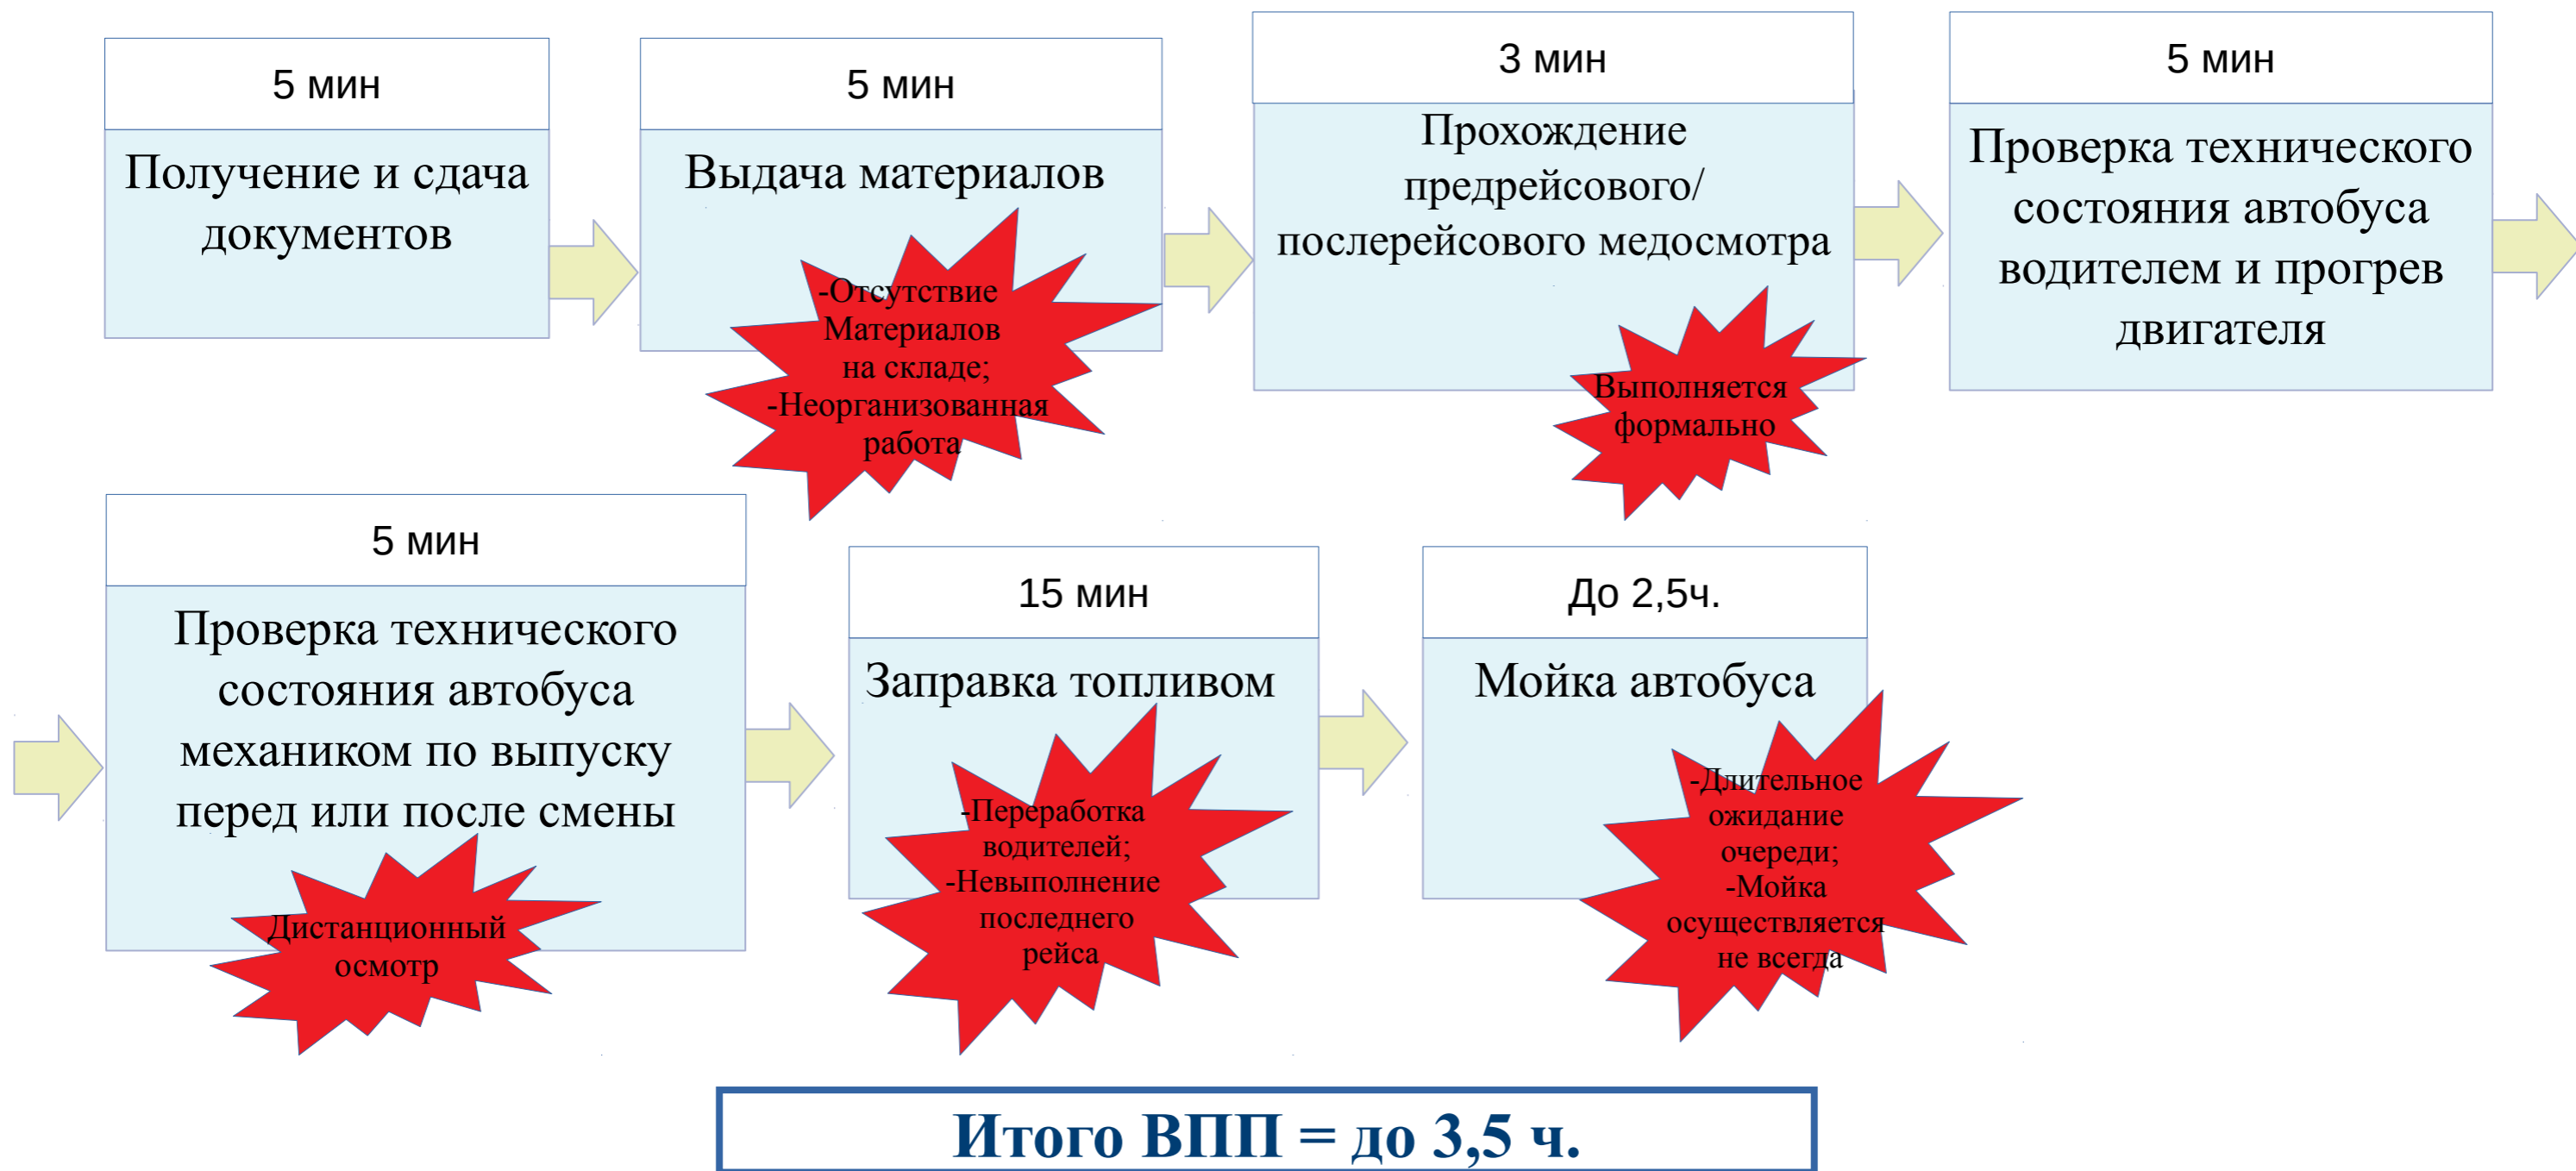 5 мин
Получение и сдача
документов
5 мин
Выдача материалов
-Отсутствие
Материалов
на складе;
-Неорганизованная
работа
3 мин
Прохождение
предрейсового/
послерейсового медосмотра
Выполняется
формально
5 мин
Проверка технического
состояния автобуса
водителем и прогрев
двигателя
5 мин
Проверка технического
состояния автобуса
механиком по выпуску
перед или после смены
Дистанционный
осмотр
15 мин
Заправка топливом
-Переработка
водителей;
-Невыполнение
последнего
рейса
До 2,5ч.
Мойка автобуса
-Длительное
ожидание
очереди;
-Мойка
осуществляется
не всегда
Итого ВПП = до 3,5 ч.